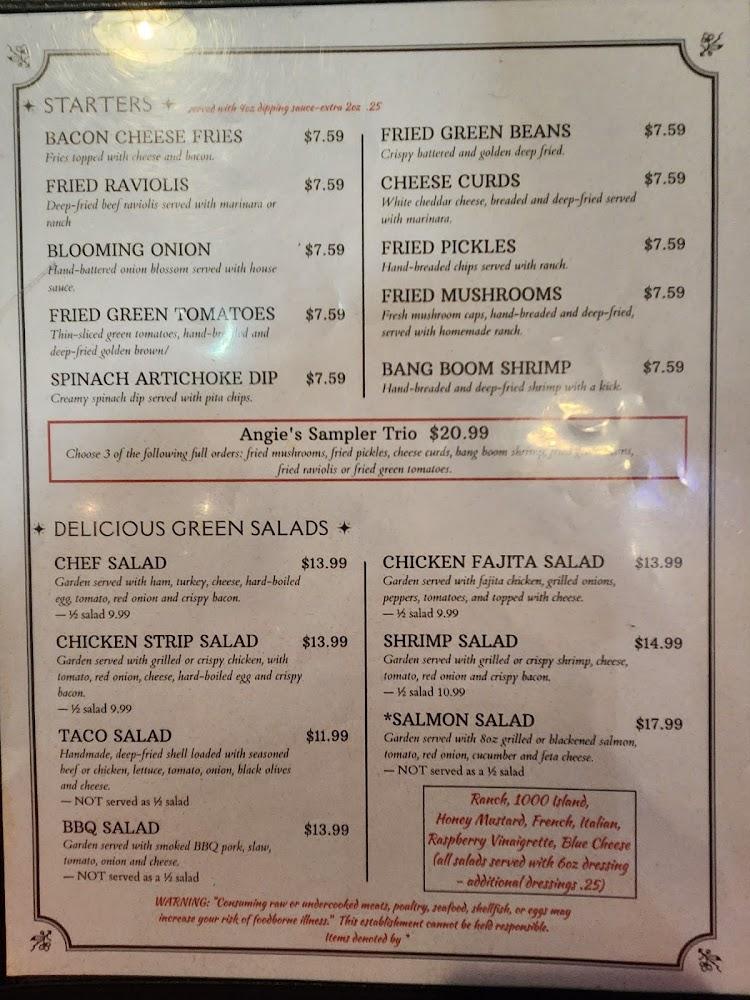 STARTERS served with 4oz dipping sauce-extra 2oz .25
BACON CHEESE FRIES $7.59
Fries topped with cheese and bacon.
FRIED RAVIOLIS $7.59
Deep-fried beef raviolis served with marinara or
ranch
BLOOMING ONION $7.59
Hand-battered onion blossom served with house
sauce.
FRIED GREEN TOMATOES $7.59
Thin-sliced green tomatoes, hand-breaded and
deep-fried golden brown/
SPINACH ARTICHOKE DIP $7.59
Creamy spinach dip served with pita chips.
FRIED GREEN BEANS $7.59
Crispy battered and golden deep fried.
CHEESE CURDS $7.59
White cheddar cheese, breaded and deep-fried served
with marinara.
FRIED PICKLES $7.59
Hand-breaded chips served with ranch.
FRIED MUSHROOMS $7.59
Fresh mushroom caps, hand-breaded and deep-fried,
served with homemade ranch.
BANG BOOM SHRIMP $7.59
Hand-breaded and deep-fried shrimp with a kick.
Angie's Sampler Trio $20.99
Choose 3 of the following full orders: fried mushrooms, fried pickles, cheese curds, bang boom shrimp,
fried raviolis or fried green tomatoes.
DELICIOUS GREEN SALADS
CHEF SALAD $13.99
Garden served with ham, turkey, cheese, hard-boiled
egg, tomato, red onion and crispy bacon.
— ½ salad 9.99
CHICKEN STRIP SALAD $13.99
Garden served with grilled or crispy chicken, with
tomato, red onion, cheese, hard-boiled egg and crispy
bacon.
— ½ salad 9.99
TACO SALAD $11.99
Handmade, deep-fried shell loaded with seasoned
beef or chicken, lettuce, tomato, onion, black olives
and cheese.
— NOT served as ½ salad
BBQ SALAD $13.99
Garden served with smoked BBQ pork, slaw,
tomato, onion and cheese.
— NOT served as a ½ salad
CHICKEN FAJITA SALAD $13.99
Garden served with fajita chicken, grilled onions,
peppers, tomatoes, and topped with cheese.
— ½ salad 9.99
SHRIMP SALAD $14.99
Garden served with grilled or crispy shrimp, cheese,
tomato, red onion and crispy bacon.
— ½ salad 10.99
*SALMON SALAD $17.99
Garden served with 8oz grilled or blackened salmon,
tomato, red onion, cucumber and feta cheese.
— NOT served as a ½ salad
Ranch, 1000 Island,
Honey Mustard, French, Italian,
Raspberry Vinaigrette, Blue Cheese
(all salads served with 6oz dressing
- additional dressings .25)
WARNING: "Consuming raw or undercooked meats, poultry, seafood, shellfish, or eggs may
increase your risk of foodborne illness." This establishment cannot be held responsible.
Items denoted by *